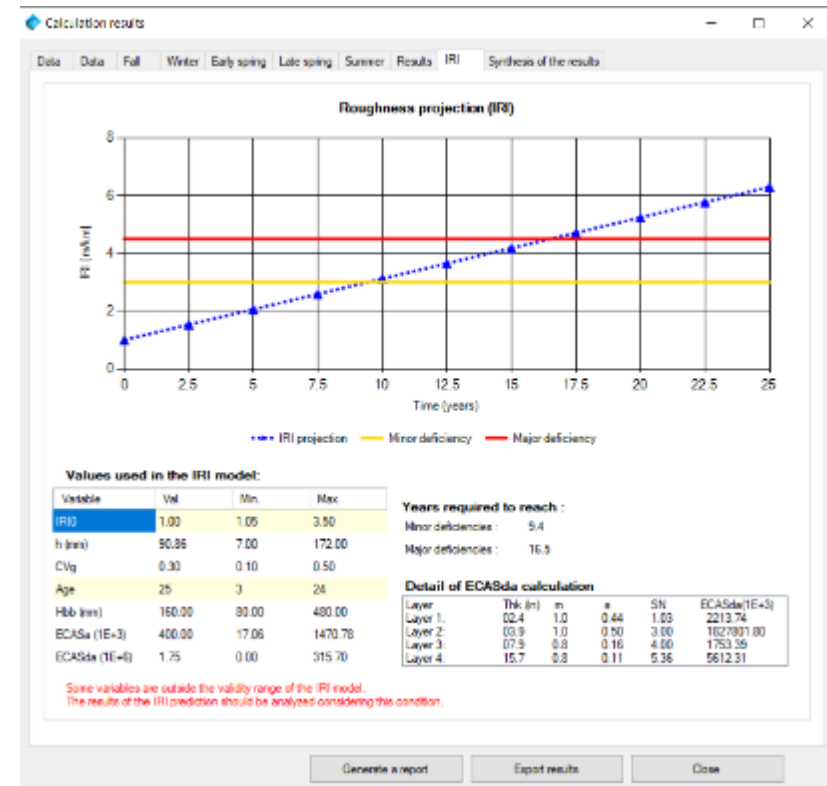 Calculation results
Data Data Fall Winter Early spring Late spring Summer Results IRI Synthesis of the results
Roughness projection (IRI)
8
6
4
2
0
IRI (m/km)
0 2.5 5 7.5 10 12.5 15 17.5 20 22.5 25
Time (years)
IRI projection Minor deficiency Major deficiency
Values used in the IRI model:
Variable Val Min. Max
IRI0 1.00 1.05 3.50
h (mm) 90.86 7.00 172.00
CVg 0.30 0.10 0.50
Age 25 3 24
Hbb (mm) 160.00 80.00 480.00
ECASa (1E+3) 400.00 17.06 1470.78
ECASda (1E+6) 1.75 0.00 315.70
Years required to reach :
Minor deficiencies : 9.4
Major deficiencies : 16.5
Detail of ECASda calculation
Layer Thk.(in) m a SN ECASda(1E+3)
Layer 1: 02.4 1.0 0.44 1.03 2213.74
Layer 2: 03.9 1.0 0.50 3.00 1827801.80
Layer 3: 07.9 0.8 0.16 4.00 1753.39
Layer 4: 15.7 0.8 0.11 5.36 5612.31
Some variables are outside the validity range of the IRI model.
The results of the IRI prediction should be analyzed considering this condition.
Generate a report Export results Close